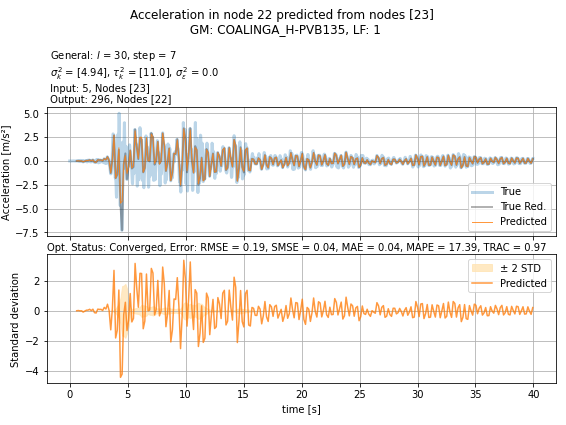 Acceleration in node 22 predicted from nodes [23]
GM: COALINGA_H-PVB135, LF: 1
General: l = 30, step = 7
σ²ₖ = [4.94], τ²ₖ = [11.0], σ²ᵣ = 0.0
Input: 5, Nodes [23]
Output: 296, Nodes [22]
5.0
2.5
0.0
−2.5
−5.0
−7.5
Acceleration [m/s²]
True
True Red.
Predicted
Opt. Status: Converged, Error: RMSE = 0.19, SMSE = 0.04, MAE = 0.04, MAPE = 17.39, TRAC = 0.97
2
0
−2
−4
Standard deviation
± 2 STD
Predicted
0 5 10 15 20 25 30 35 40
time [s]